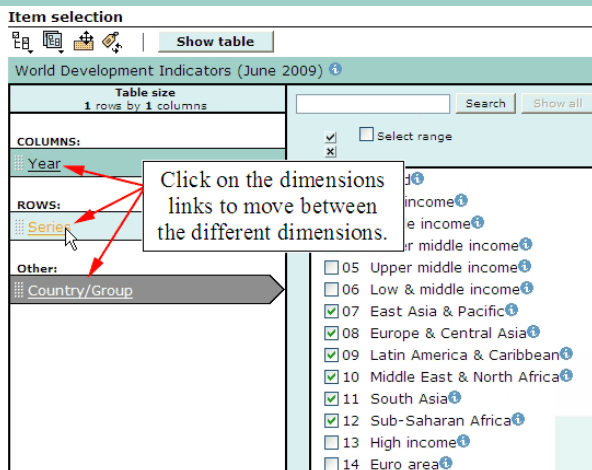 Item selection
Show table
World Development Indicators (June 2009)
Table size
1 rows by 1 columns
Search
Show all
COLUMNS:
Select range
Year
ROWS:
Series
Other:
Country/Group
Click on the dimensions
links to move between
the different dimensions.
income
income
middle income
05 Upper middle income
06 Low & middle income
07 East Asia & Pacific
08 Europe & Central Asia
09 Latin America & Caribbean
10 Middle East & North Africa
11 South Asia
12 Sub-Saharan Africa
13 High income
14 Euro area